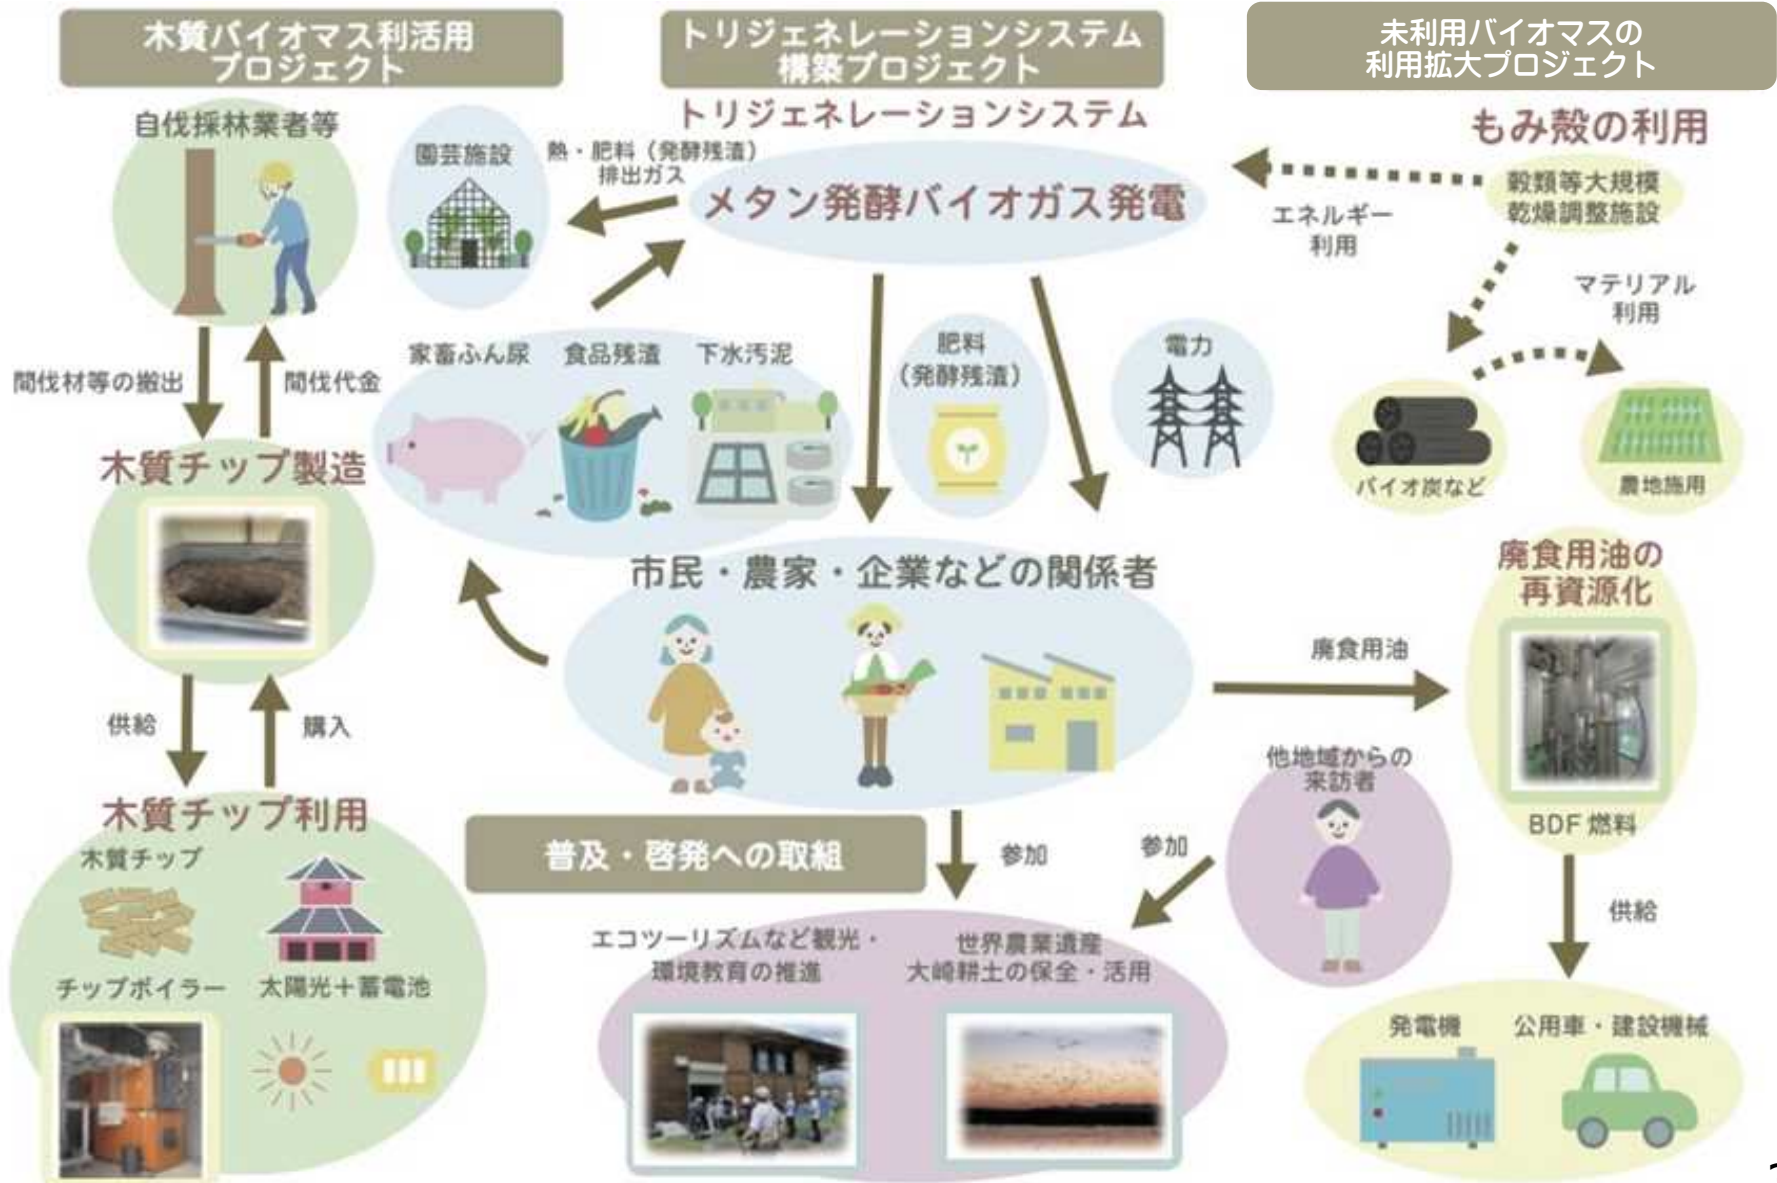 木質バイオマス利活用
プロジェクト
自伐採林業者等
間伐材等の搬出
間伐代金
木質チップ製造
供給
購入
木質チップ利用
木質チップ
チップボイラー
太陽光＋蓄電池
トリジェネレーションシステム
構築プロジェクト
トリジェネレーションシステム
メタン発酵バイオガス発電
熱・肥料（発酵残渣）
排出ガス
園芸施設
家畜ふん尿
食品残渣
下水汚泥
肥料
（発酵残渣）
電力
市民・農家・企業などの関係者
普及・啓発への取組
参加
参加
他地域からの
来訪者
エコツーリズムなど観光・
環境教育の推進
世界農業遺産
大崎耕土の保全・活用
未利用バイオマスの
利用拡大プロジェクト
もみ殻の利用
穀類等大規模
乾燥調整施設
エネルギー
利用
マテリアル
利用
バイオ炭など
農地施用
廃食用油
廃食用油の
再資源化
BDF 燃料
供給
発電機
公用車・建設機械